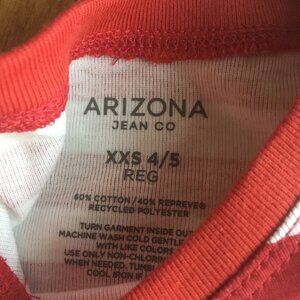 ARIZONA
JEAN CO
XXS 4/5
REG
60% COTTON / 40% REPREVE®
RECYCLED POLYESTER
TURN GARMENT INSIDE OUT
MACHINE WASH COLD GENTLE
WITH LIKE COLORS
USE ONLY NON-CHLORINE
WHEN NEEDED. TUMBLE
COOL IRON IF